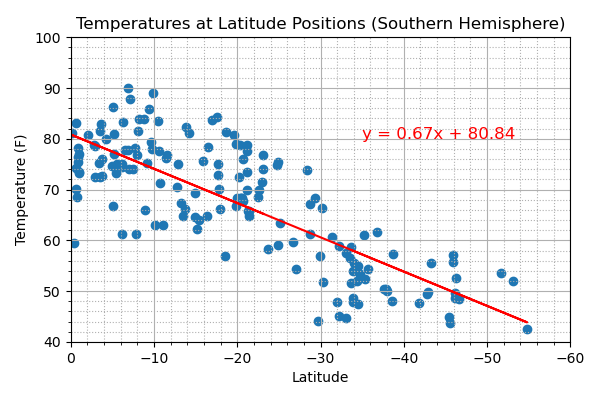 Temperatures at Latitude Positions (Southern Hemisphere)
100
90
80
70
60
50
40
y = 0.67x + 80.84
Temperature (F)
0 −10 −20 −30 −40 −50 −60
Latitude